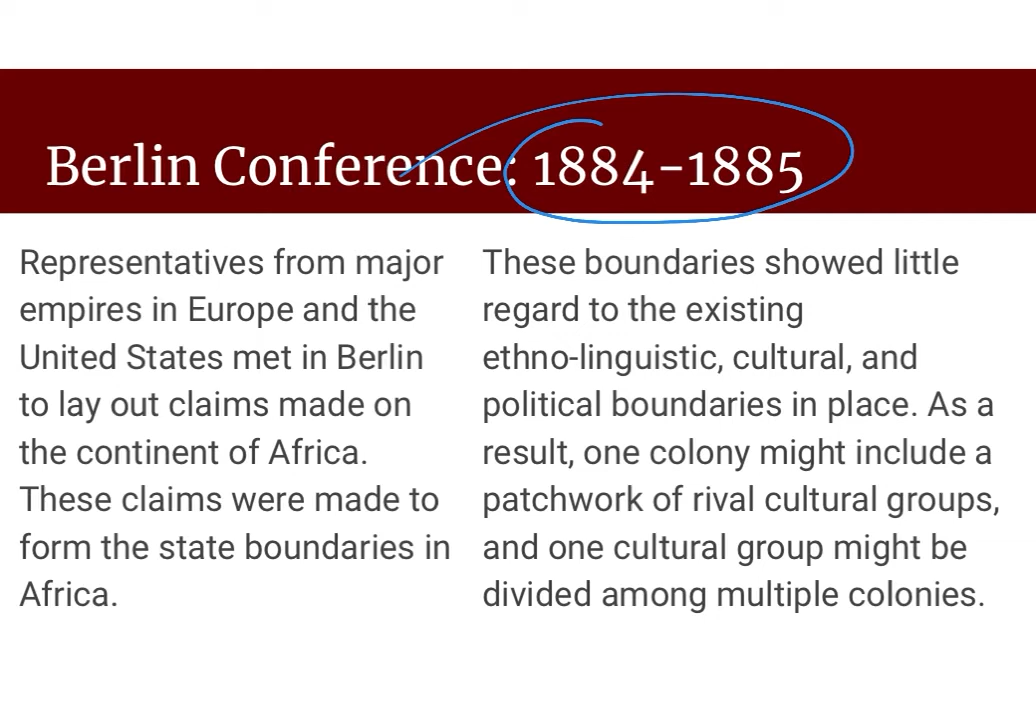 Berlin Conference: 1884-1885
Representatives from major
empires in Europe and the
United States met in Berlin
to lay out claims made on
the continent of Africa.
These claims were made to
form the state boundaries in
Africa.
These boundaries showed little
regard to the existing
ethno-linguistic, cultural, and
political boundaries in place. As a
result, one colony might include a
patchwork of rival cultural groups,
and one cultural group might be
divided among multiple colonies.